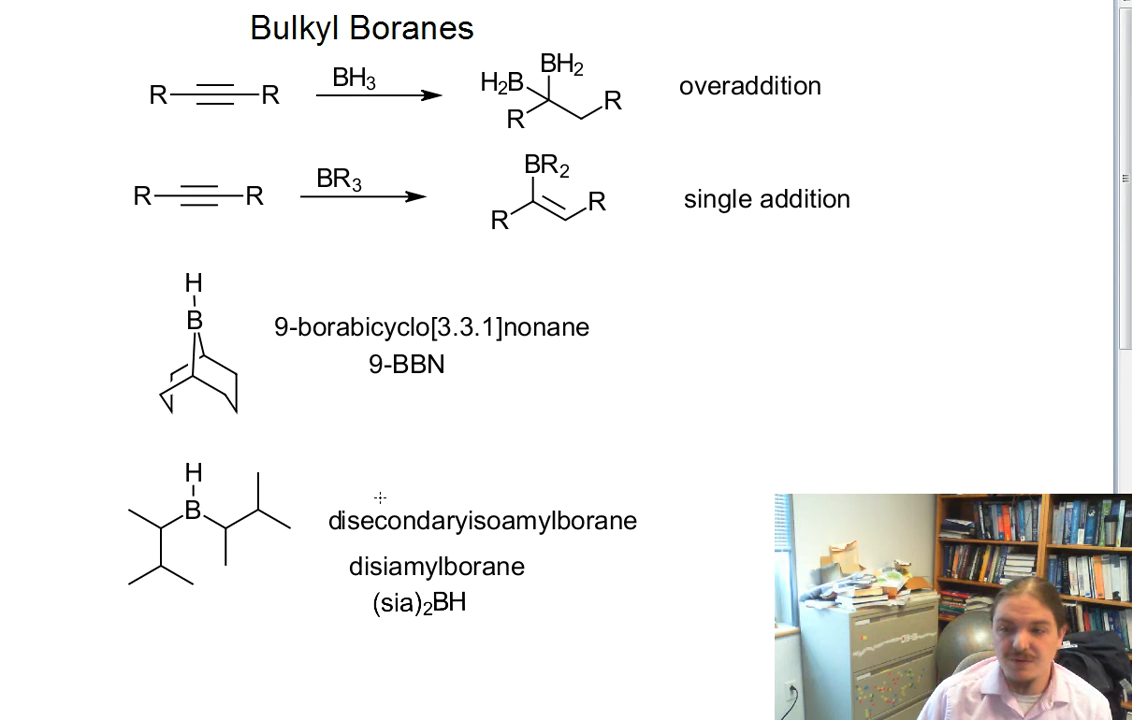 Bulkyl Boranes
R R BH3 H2B BH2 R R overaddition
R R BR3 BR2 R R single addition
H
B
9-borabicyclo[3.3.1]nonane
9-BBN
H
B
disecondaryisoamylborane
disiamylborane
(sia)2BH
m